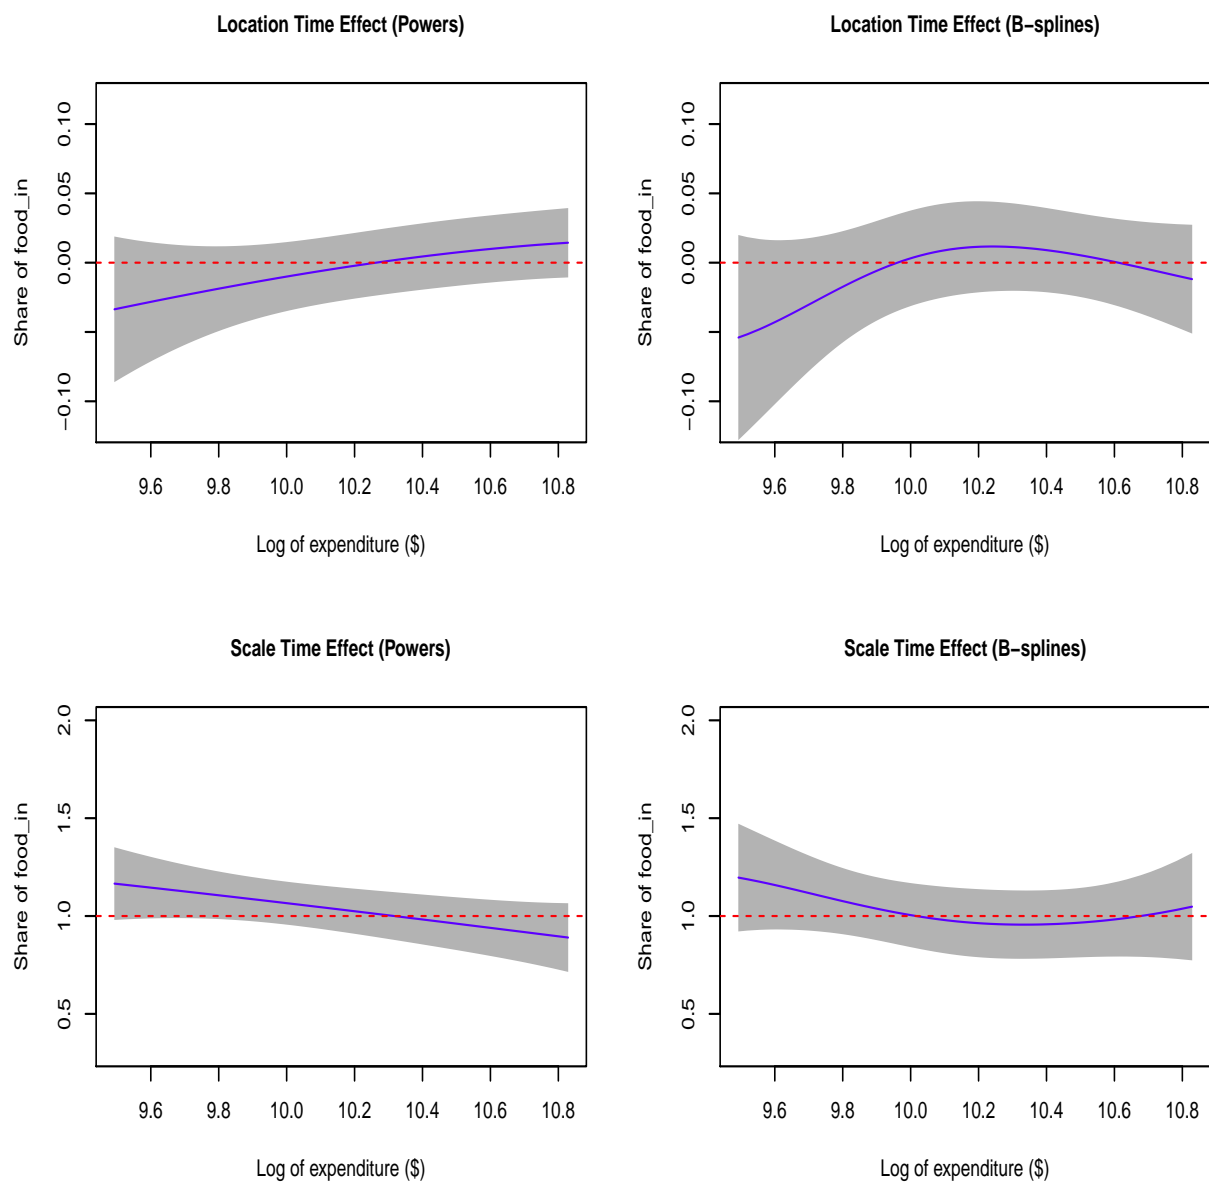 Location Time Effect (Powers)
Share of food_in
0.10
0.05
0.00
−0.10
9.6 9.8 10.0 10.2 10.4 10.6 10.8
Log of expenditure ($)
Location Time Effect (B−splines)
Share of food_in
0.10
0.05
0.00
−0.10
9.6 9.8 10.0 10.2 10.4 10.6 10.8
Log of expenditure ($)
Scale Time Effect (Powers)
Share of food_in
2.0
1.5
1.0
0.5
9.6 9.8 10.0 10.2 10.4 10.6 10.8
Log of expenditure ($)
Scale Time Effect (B−splines)
Share of food_in
2.0
1.5
1.0
0.5
9.6 9.8 10.0 10.2 10.4 10.6 10.8
Log of expenditure ($)